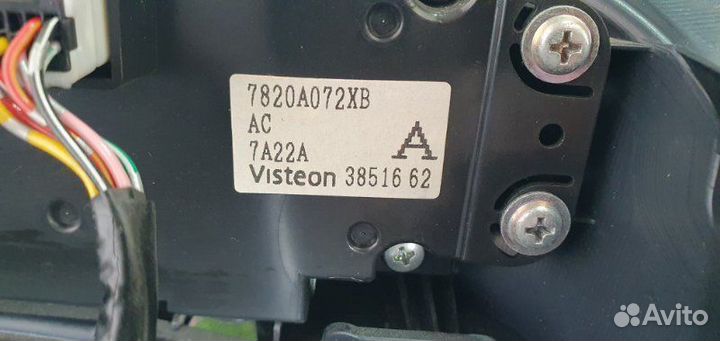 7820A072XB
AC
7A22A
A
Visteon 38516 62
Avito